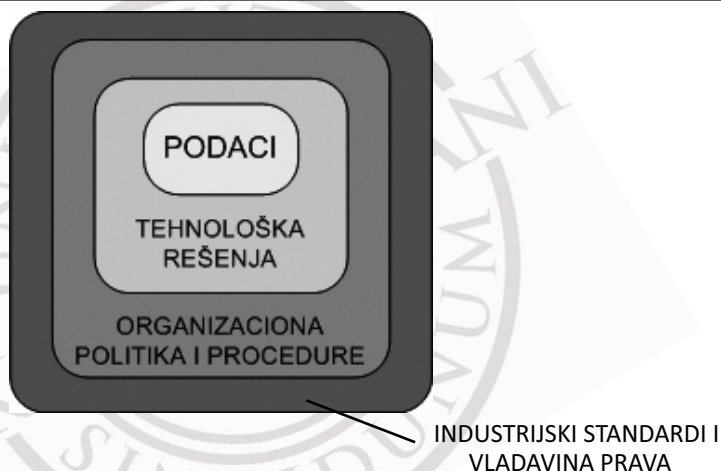 PODACI
TEHNOLOŠKA
REŠENJA
ORGANIZACIONA
POLITIKA I PROCEDURE
INDUSTRIJSKI STANDARDI I
VLADAVINA PRAVA